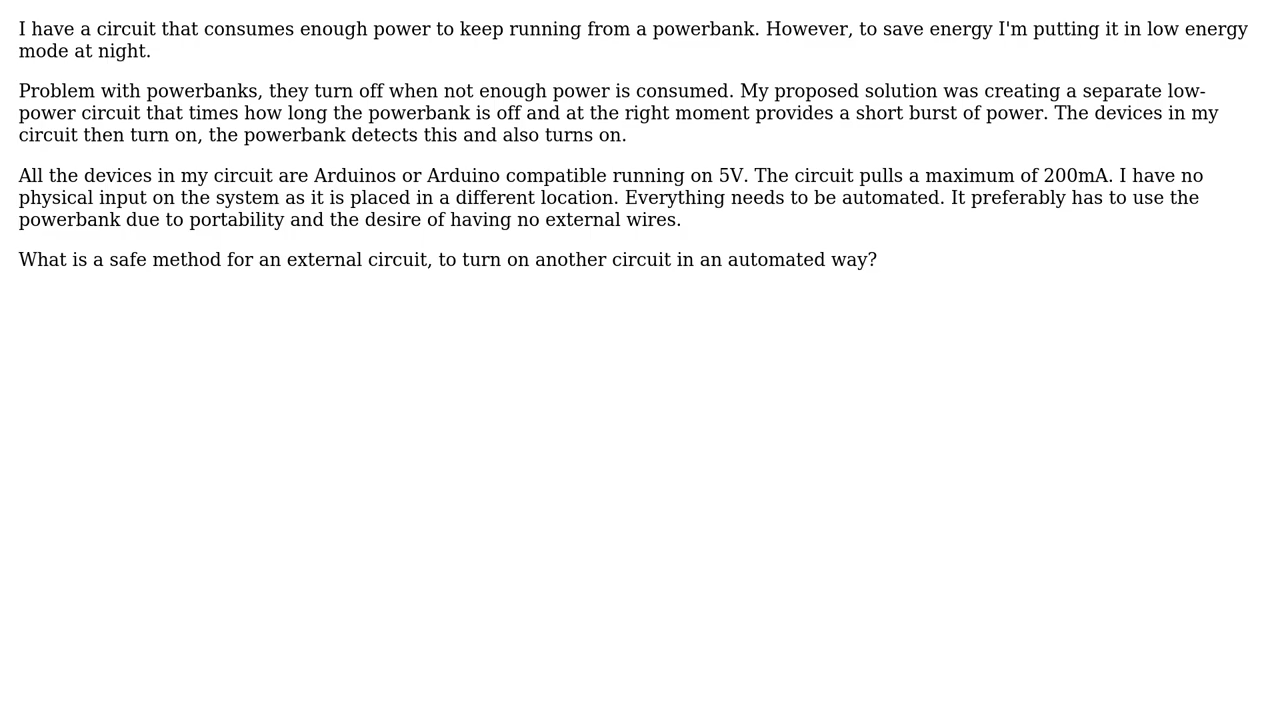 I have a circuit that consumes enough power to keep running from a powerbank. However, to save energy I'm putting it in low energy
mode at night.
Problem with powerbanks, they turn off when not enough power is consumed. My proposed solution was creating a separate low-
power circuit that times how long the powerbank is off and at the right moment provides a short burst of power. The devices in my
circuit then turn on, the powerbank detects this and also turns on.
All the devices in my circuit are Arduinos or Arduino compatible running on 5V. The circuit pulls a maximum of 200mA. I have no
physical input on the system as it is placed in a different location. Everything needs to be automated. It preferably has to use the
powerbank due to portability and the desire of having no external wires.
What is a safe method for an external circuit, to turn on another circuit in an automated way?